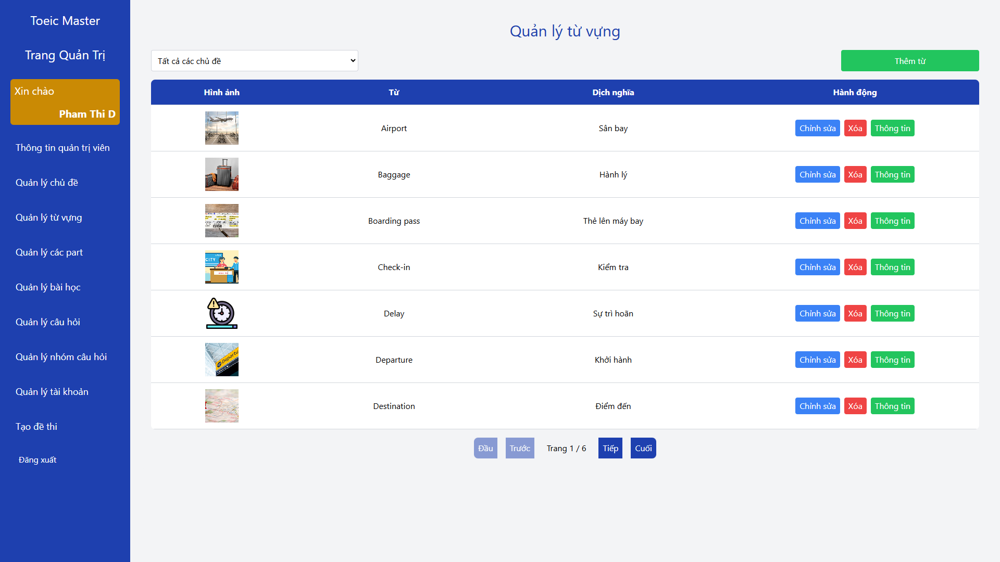 Toeic Master
Trang Quản Trị
Xin chào
Pham Thi D
Thông tin quản trị viên
Quản lý chủ đề
Quản lý từ vựng
Quản lý các part
Quản lý bài học
Quản lý câu hỏi
Quản lý nhóm câu hỏi
Quản lý tài khoản
Tạo đề thi
Đăng xuất
Quản lý từ vựng
Tất cả các chủ đề
Thêm từ
Hình ảnh Từ Dịch nghĩa Hành động
Airport Sân bay Chỉnh sửa Xóa Thông tin
Baggage Hành lý Chỉnh sửa Xóa Thông tin
Boarding pass Thẻ lên máy bay Chỉnh sửa Xóa Thông tin
CITY
Check-in Kiểm tra Chỉnh sửa Xóa Thông tin
Delay Sự trì hoãn Chỉnh sửa Xóa Thông tin
Departu
Departure Khởi hành Chỉnh sửa Xóa Thông tin
Destination Điểm đến Chỉnh sửa Xóa Thông tin
Đầu Trước Trang 1 / 6 Tiếp Cuối